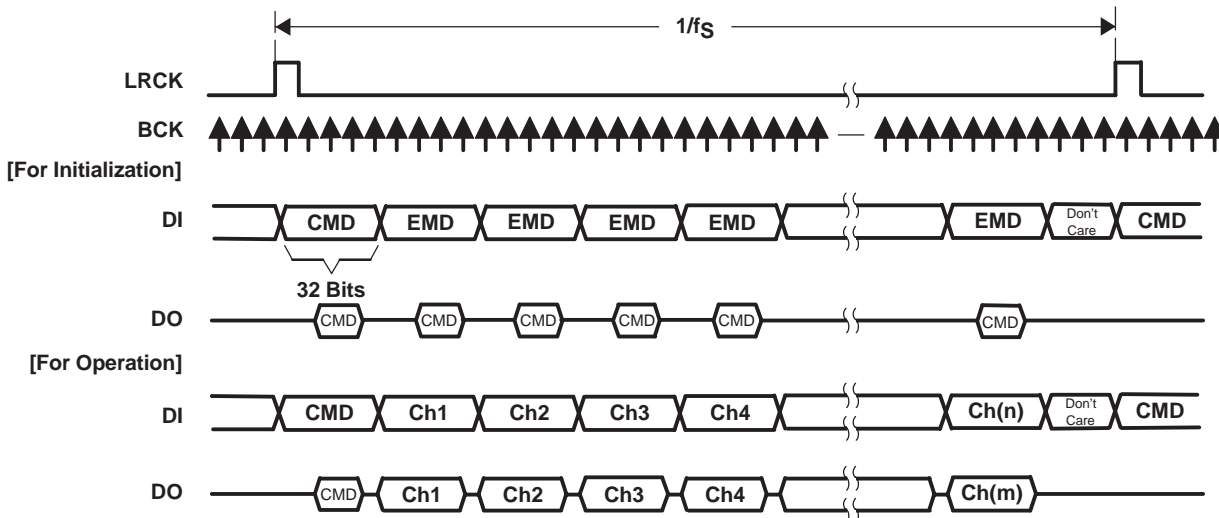 1/fS
LRCK
BCK
[For Initialization]
DI CMD EMD EMD EMD EMD EMD Don't Care CMD
32 Bits
DO CMD CMD CMD CMD CMD CMD
[For Operation]
DI CMD Ch1 Ch2 Ch3 Ch4 Ch(n) Don't Care CMD
DO CMD Ch1 Ch2 Ch3 Ch4 Ch(m)